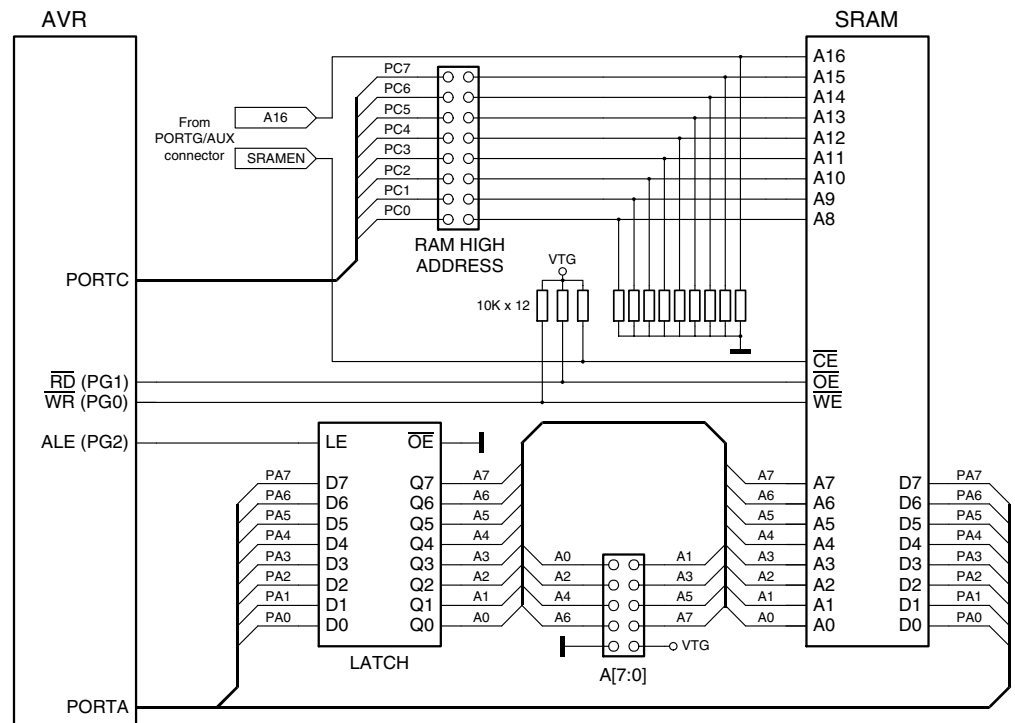 AVR
SRAM
A16
A15
A14
A13
A12
A11
A10
A9
A8
PC7
PC6
PC5
PC4
PC3
PC2
PC1
PC0
From
PORTG/AUX
connector
A16
SRAMEN
RAM HIGH
ADDRESS
PORTC
VTG
10K x 12
CE
OE
WE
RD (PG1)
WR (PG0)
ALE (PG2)
LE
OE
PA7
PA6
PA5
PA4
PA3
PA2
PA1
PA0
D7
D6
D5
D4
D3
D2
D1
D0
Q7
Q6
Q5
Q4
Q3
Q2
Q1
Q0
A7
A6
A5
A4
A3
A2
A1
A0
LATCH
A0
A2
A4
A6
A1
A3
A5
A7
VTG
A[7:0]
A7
A6
A5
A4
A3
A2
A1
A0
A7
A6
A5
A4
A3
A2
A1
A0
D7
D6
D5
D4
D3
D2
D1
D0
PA7
PA6
PA5
PA4
PA3
PA2
PA1
PA0
PORTA